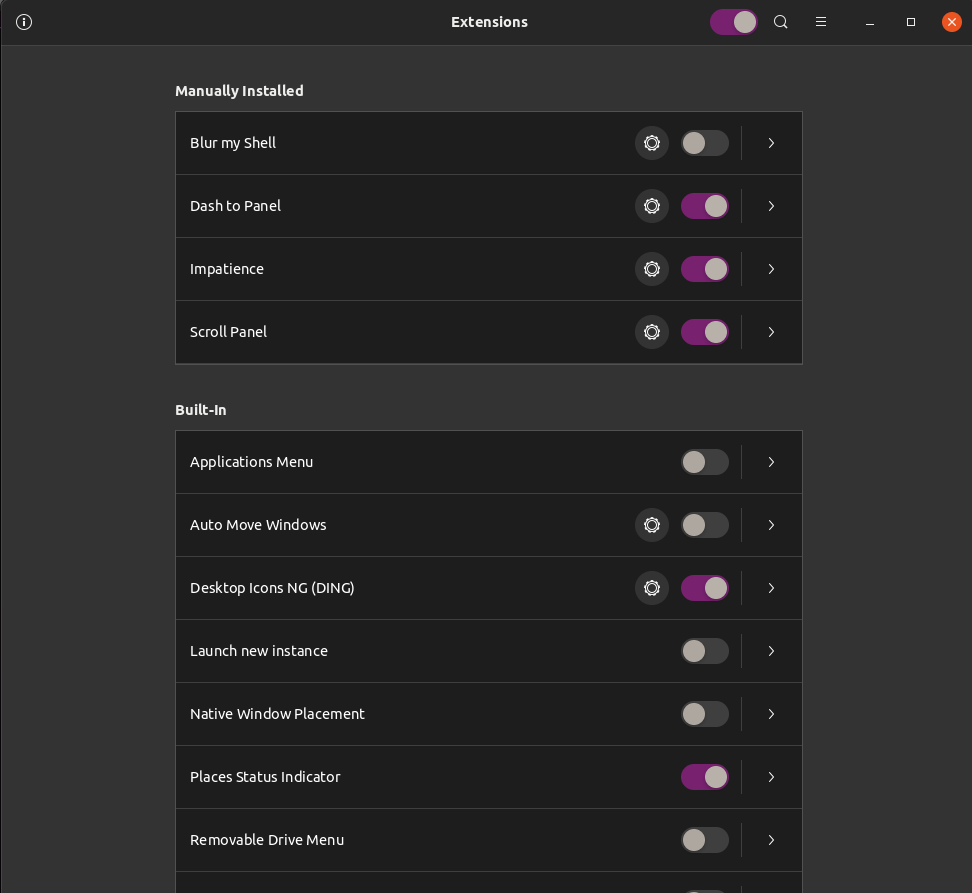 Extensions
Manually Installed
Blur my Shell
Dash to Panel
Impatience
Scroll Panel
Built-In
Applications Menu
Auto Move Windows
Desktop Icons NG (DING)
Launch new instance
Native Window Placement
Places Status Indicator
Removable Drive Menu